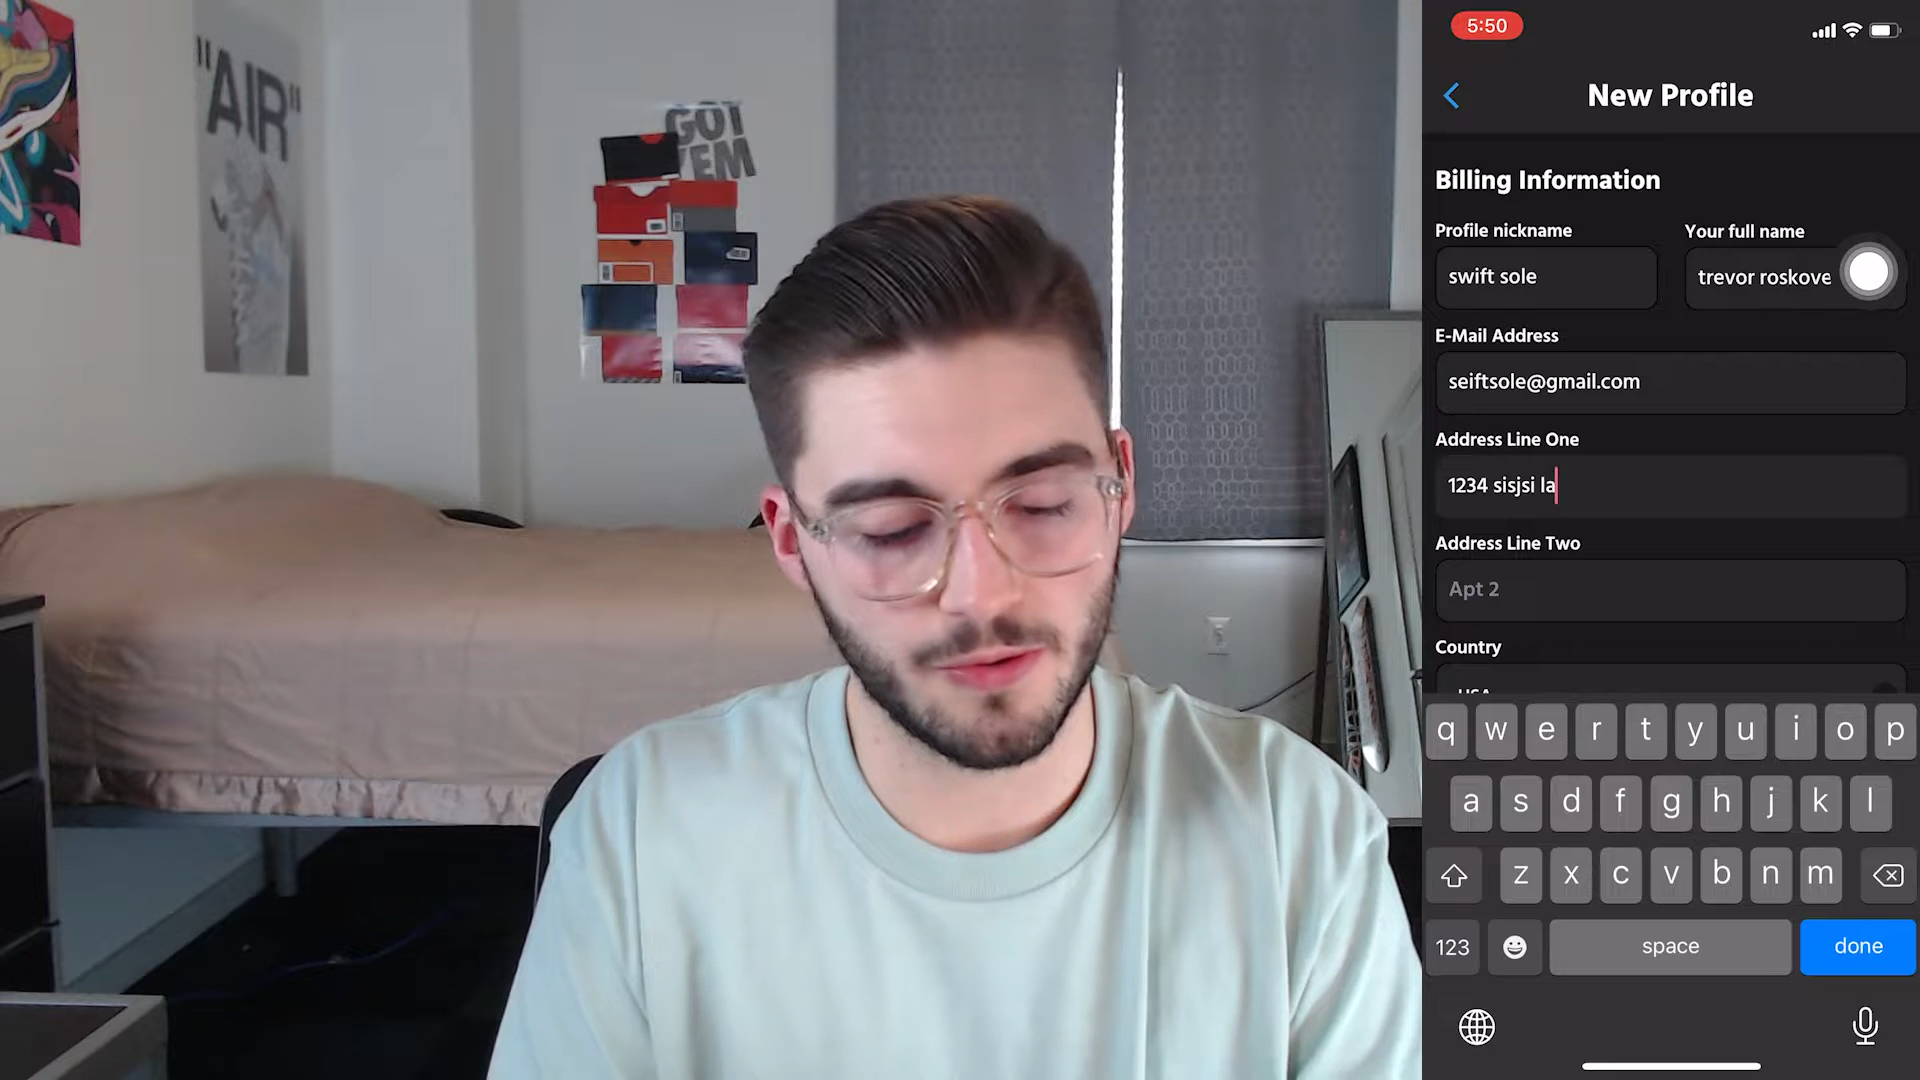 "AIR"
GOT
'EM
5:50
New Profile
Billing Information
Profile nickname
Your full name
swift sole
trevor roskove
E-Mail Address
seiftsole@gmail.com
Address Line One
1234 sisjsi la
Address Line Two
Apt 2
Country
USA
q w e r t y u i o p
a s d f g h j k l
z x c v b n m
123
space
done